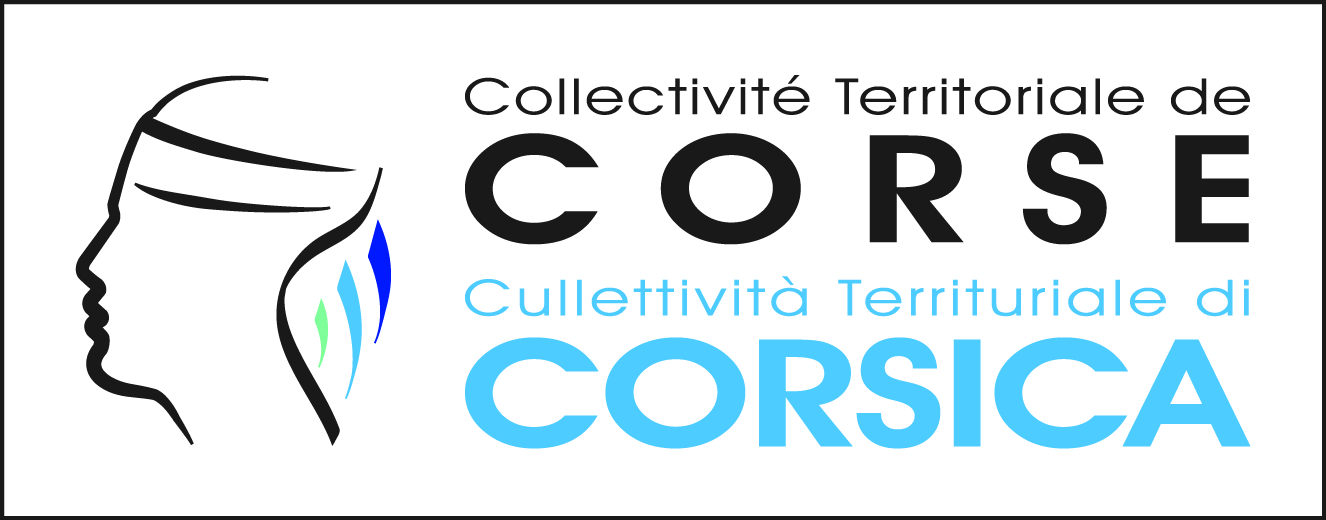 Collectivité Territoriale de
CORSE
Cullettività Territuriale di
CORSICA